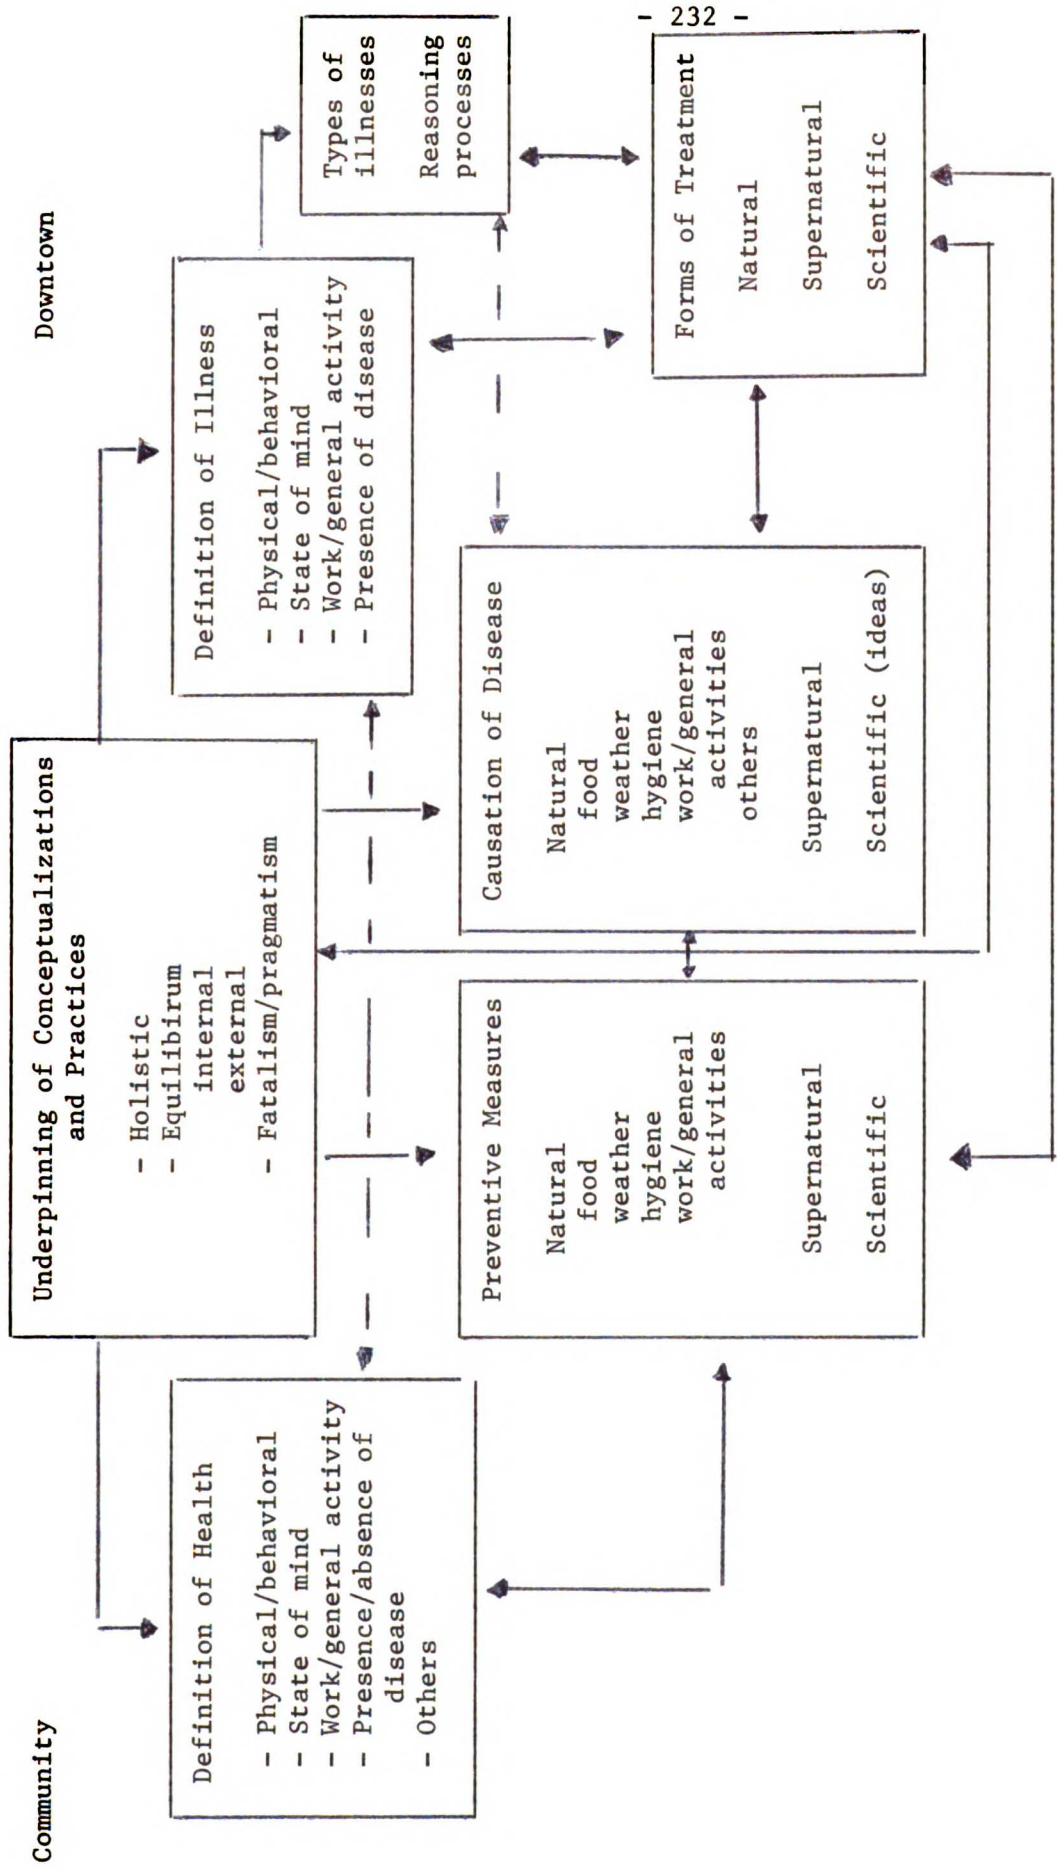 - 232 -
Community
Downtown
Underpinning of Conceptualizations
and Practices
- Holistic
- Equilibirum
internal
external
- Fatalism/pragmatism
Definition of Health
- Physical/behavioral
- State of mind
- Work/general activity
- Presence/absence of
disease
- Others
Definition of Illness
- Physical/behavioral
- State of mind
- Work/general activity
- Presence of disease
Types of
illnesses
Reasoning
processes
Preventive Measures
Natural
food
weather
hygiene
work/general
activities
Supernatural
Scientific
Causation of Disease
Natural
food
weather
hygiene
work/general
activities
others
Supernatural
Scientific (ideas)
Forms of Treatment
Natural
Supernatural
Scientific